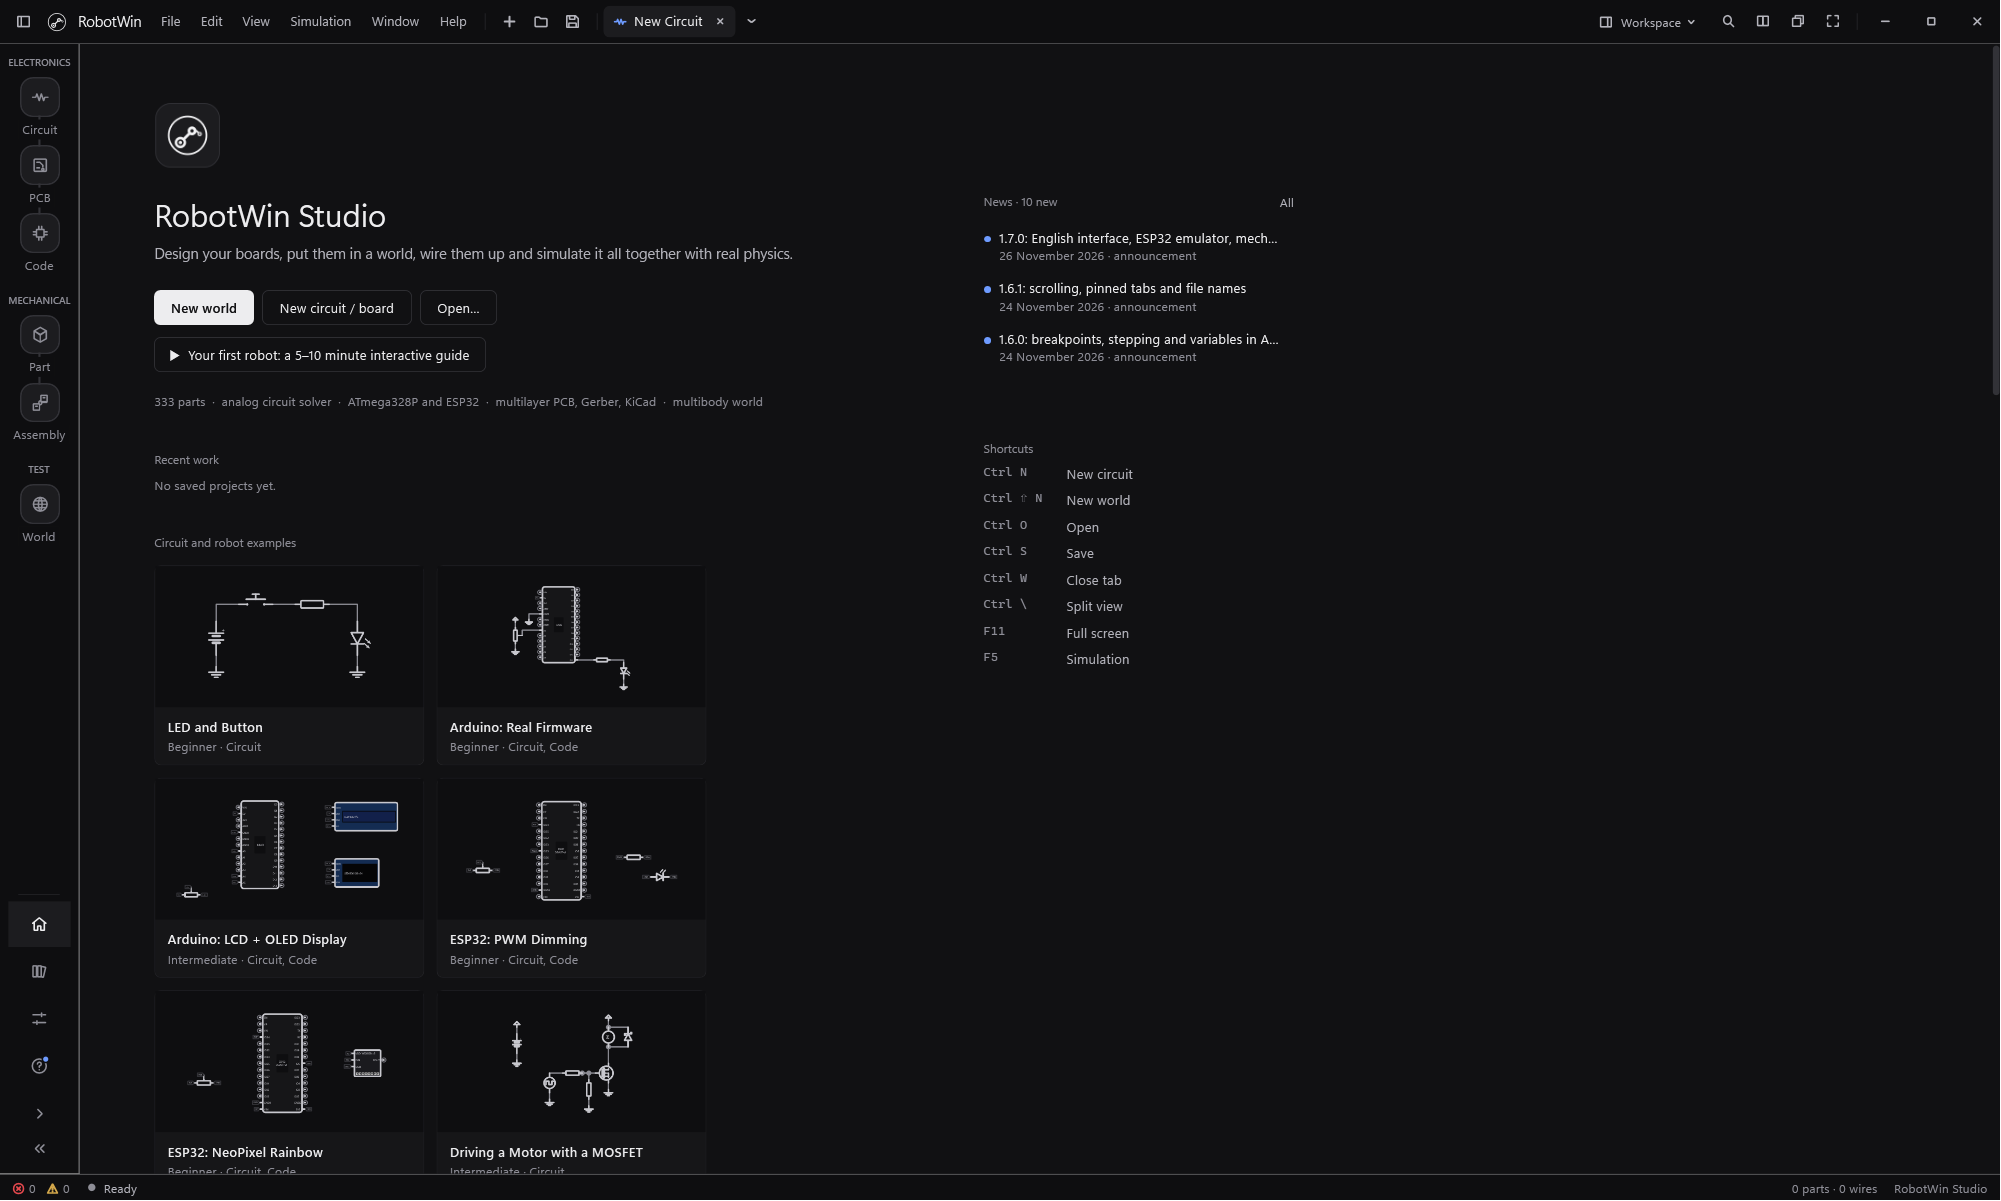 RobotWin File Edit View Simulation Window Help New Circuit Workspace
ELECTRONICS
Circuit
PCB
Code
MECHANICAL
Part
Assembly
TEST
World
RobotWin Studio
Design your boards, put them in a world, wire them up and simulate it all together with real physics.
New world New circuit / board Open...
Your first robot: a 5–10 minute interactive guide
333 parts · analog circuit solver · ATmega328P and ESP32 · multilayer PCB, Gerber, KiCad · multibody world
Recent work
No saved projects yet.
Circuit and robot examples
LED and Button
Beginner · Circuit
Arduino: Real Firmware
Beginner · Circuit, Code
Arduino: LCD + OLED Display
Intermediate · Circuit, Code
ESP32: PWM Dimming
Beginner · Circuit, Code
ESP32: NeoPixel Rainbow
Beginner · Circuit, Code
Driving a Motor with a MOSFET
Intermediate · Circuit
News · 10 new All
1.7.0: English interface, ESP32 emulator, mech...
26 November 2026 · announcement
1.6.1: scrolling, pinned tabs and file names
24 November 2026 · announcement
1.6.0: breakpoints, stepping and variables in A...
24 November 2026 · announcement
Shortcuts
Ctrl N New circuit
Ctrl ⇧ N New world
Ctrl O Open
Ctrl S Save
Ctrl W Close tab
Ctrl \ Split view
F11 Full screen
F5 Simulation
0 0 Ready 0 parts · 0 wires RobotWin Studio